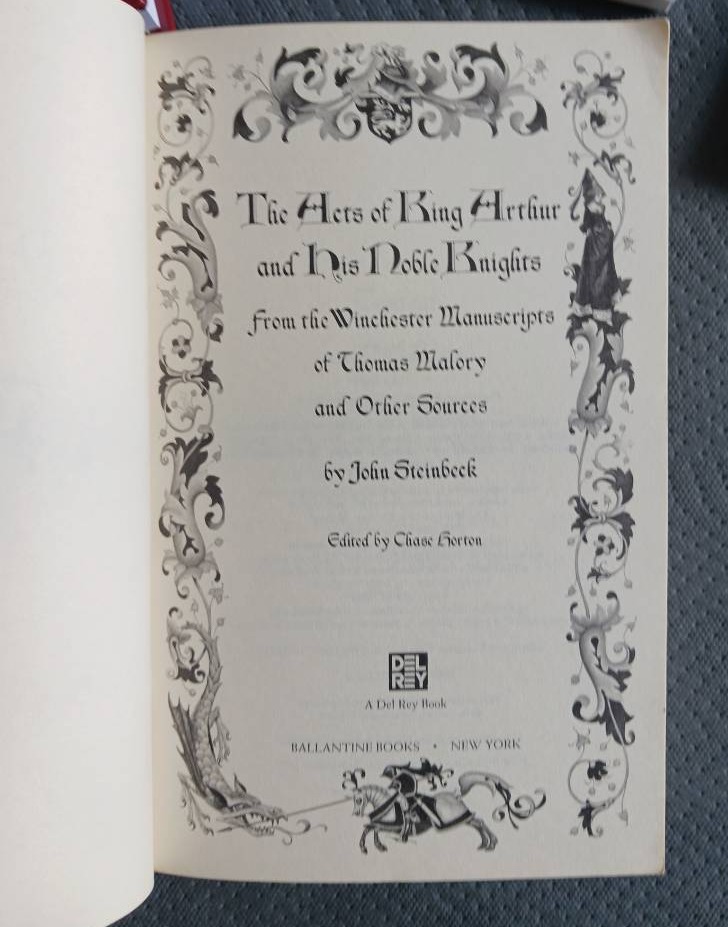 The Acts of King Arthur
and His Noble Knights
from the Winchester Manuscripts
of Thomas Malory
and Other Sources
by John Steinbeck
Edited by Chase Horton
DEL
REY
A Del Rey Book
BALLANTINE BOOKS • NEW YORK